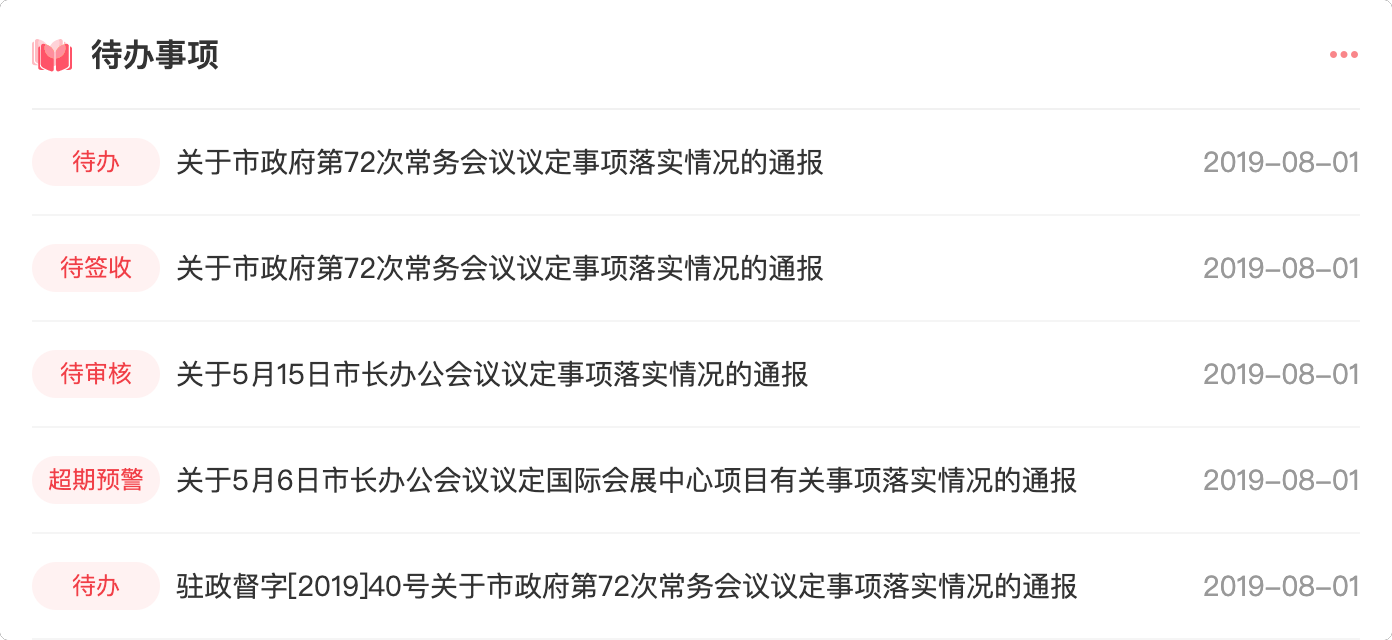 待办事项
待办 关于市政府第72次常务会议议定事项落实情况的通报 2019-08-01
待签收 关于市政府第72次常务会议议定事项落实情况的通报 2019-08-01
待审核 关于5月15日市长办公会议议定事项落实情况的通报 2019-08-01
超期预警 关于5月6日市长办公会议议定国际会展中心项目有关事项落实情况的通报 2019-08-01
待办 驻政督字[2019]40号关于市政府第72次常务会议议定事项落实情况的通报 2019-08-01